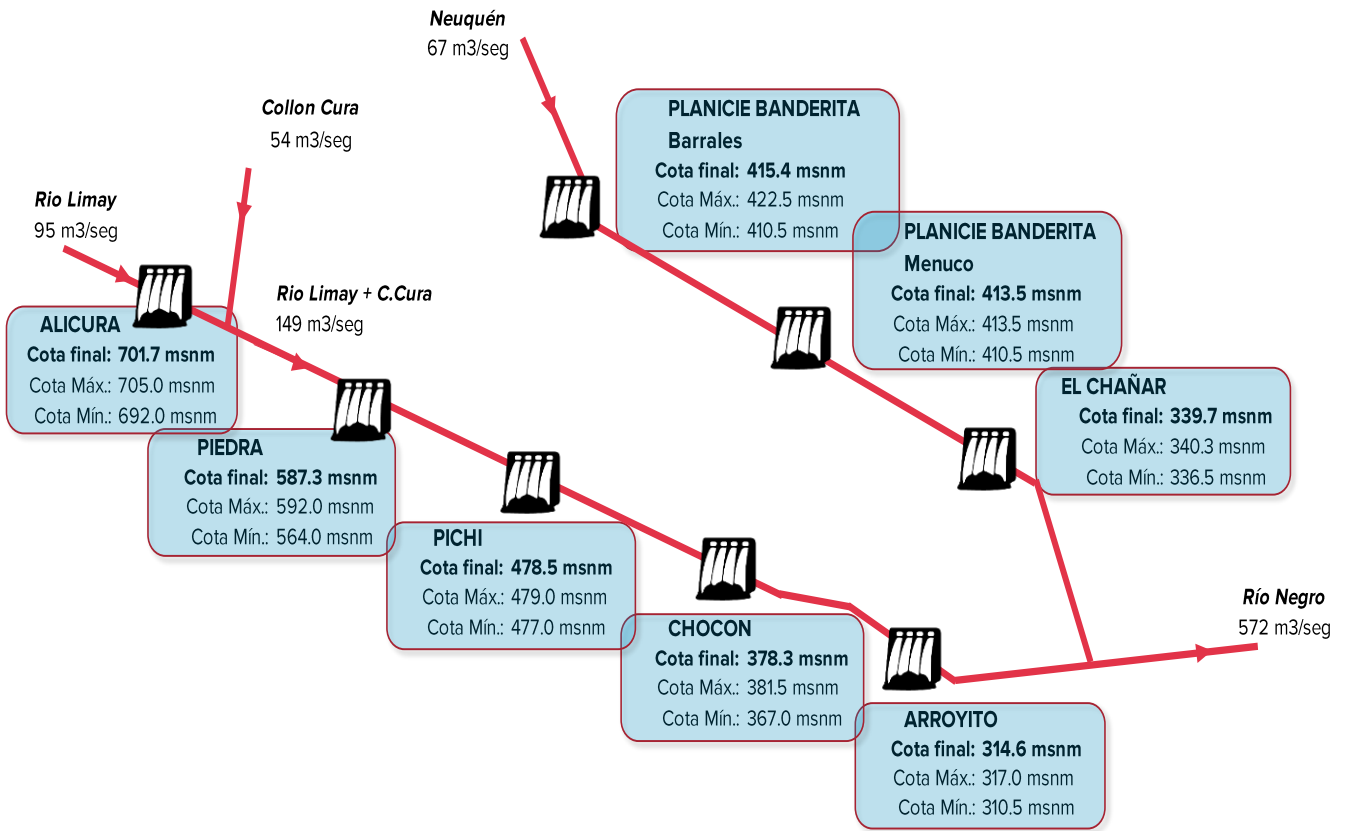 Neuquén
67 m3/seg
Collon Cura
54 m3/seg
Rio Limay
95 m3/seg
Rio Limay + C.Cura
149 m3/seg
PLANICIE BANDERITA
Barrales
Cota final: 415.4 msnm
Cota Máx.: 422.5 msnm
Cota Mín.: 410.5 msnm
PLANICIE BANDERITA
Menuco
Cota final: 413.5 msnm
Cota Máx.: 413.5 msnm
Cota Mín.: 410.5 msnm
EL CHAÑAR
Cota final: 339.7 msnm
Cota Máx.: 340.3 msnm
Cota Mín.: 336.5 msnm
ALICURA
Cota final: 701.7 msnm
Cota Máx.: 705.0 msnm
Cota Mín.: 692.0 msnm
PIEDRA
Cota final: 587.3 msnm
Cota Máx.: 592.0 msnm
Cota Mín.: 564.0 msnm
PICHI
Cota final: 478.5 msnm
Cota Máx.: 479.0 msnm
Cota Mín.: 477.0 msnm
CHOCON
Cota final: 378.3 msnm
Cota Máx.: 381.5 msnm
Cota Mín.: 367.0 msnm
ARROYITO
Cota final: 314.6 msnm
Cota Máx.: 317.0 msnm
Cota Mín.: 310.5 msnm
Río Negro
572 m3/seg